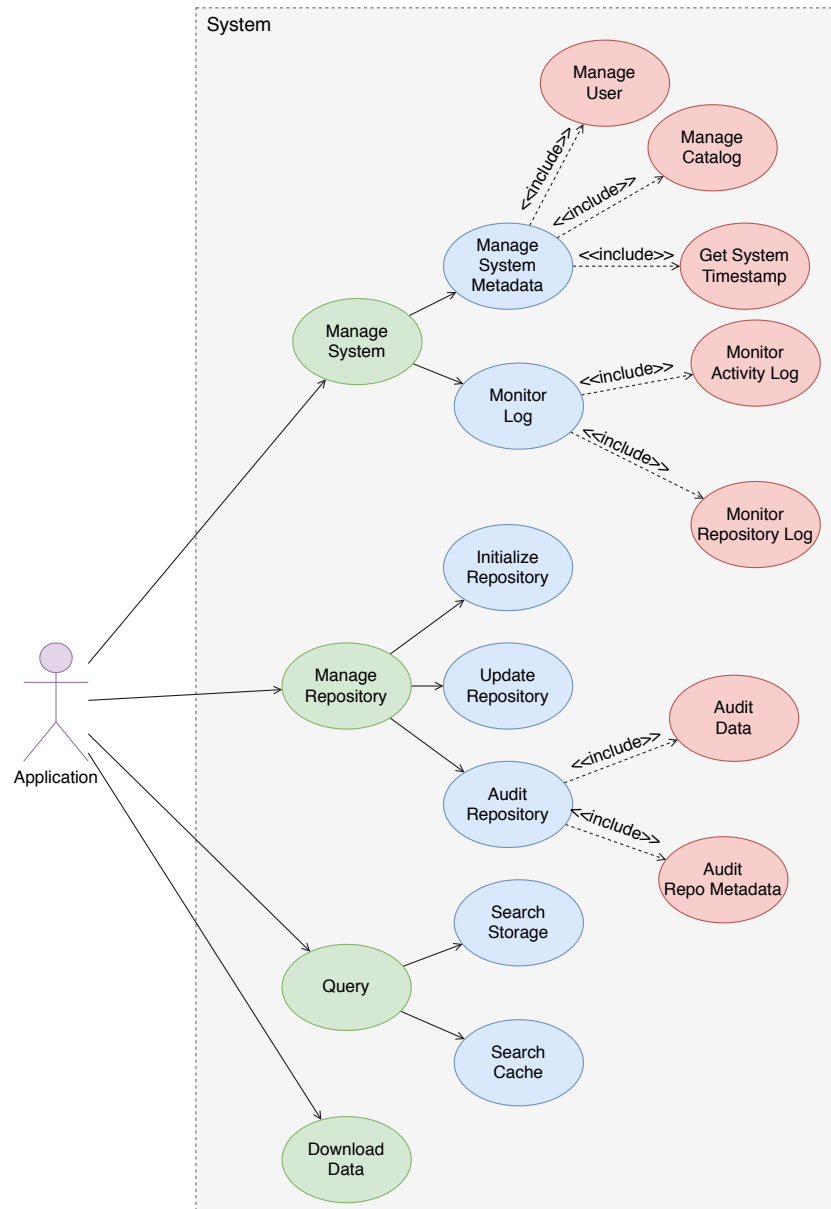 System
Manage
User
<<include>>
Manage
Catalog
<<include>>
Manage
System
Metadata
<<include>>
Get System
Timestamp
Manage
System
Monitor
Activity Log
<<include>>
Monitor
Log
<<include>>
Monitor
Repository Log
Initialize
Repository
Manage
Repository
Update
Repository
Audit
Data
<<include>>
Application
Audit
Repository
<<include>>
Audit
Repo Metadata
Search
Storage
Query
Search
Cache
Download
Data